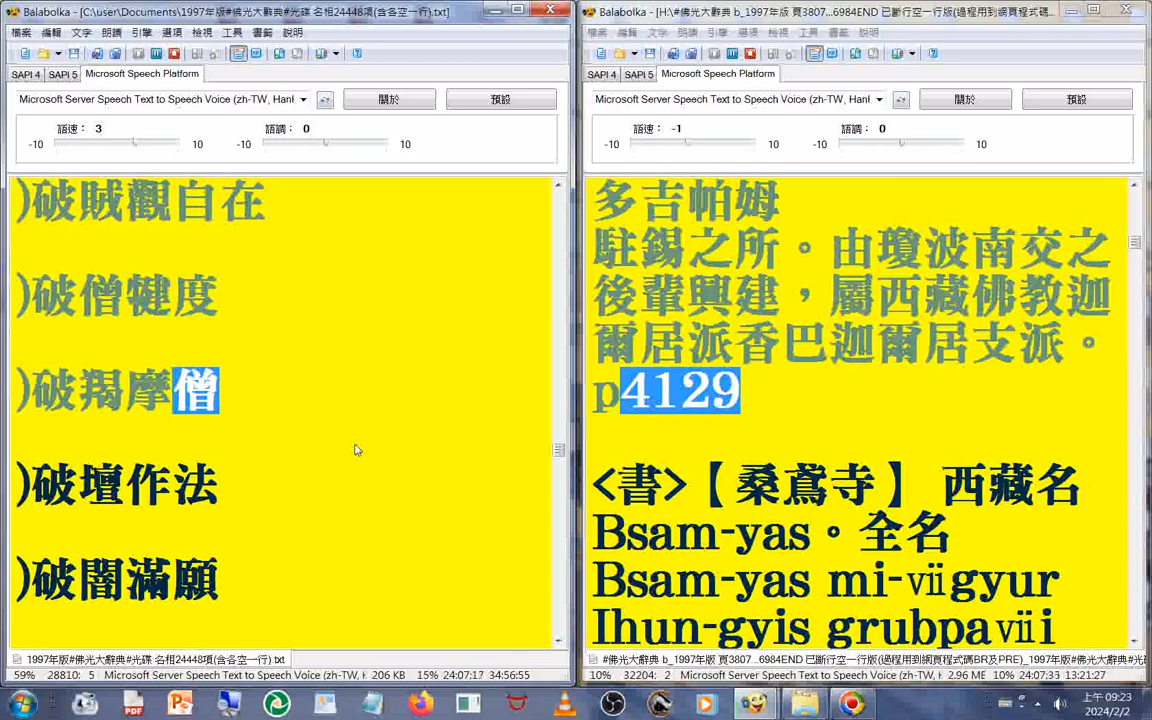 Balabolka - [C:\user\Documents\1997年版#佛光大辭典#光碟 名相24448項(含各空一行).txt]
檔案 編輯 文字 朗讀 引擎 選項 檢視 工具 書籤 說明
SAPI 4 SAPI 5 Microsoft Speech Platform
Microsoft Server Speech Text to Speech Voice (zh-TW, Hanl
關於
預設
語速： 3
語調： 0
-10 10 -10 10
)破賊觀自在
)破僧犍度
)破羯摩僧
)破壇作法
)破闇滿願
1997年版#佛光大辭典#光碟 名相24448項(含各空一行).txt
59% 28810: 5 Microsoft Server Speech Text to Speech Voice (zh-TW, H 206 KB 15% 24:07:17 34:56:55
Balabolka - [H:\#佛光大辭典 b_1997年版 頁3807...6984END 已斷行空一行版(過程用到網頁程式碼...
檔案 編輯 文字 朗讀 引擎 選項 檢視 工具 書籤 說明
SAPI 4 SAPI 5 Microsoft Speech Platform
Microsoft Server Speech Text to Speech Voice (zh-TW, Hanl
關於
預設
語速： -1
語調： 0
-10 10 -10 10
多吉帕姆
駐錫之所。由瓊波南交之
後輩興建，屬西藏佛教迦
爾居派香巴迦爾居支派。
p4129
<書>【桑鳶寺】 西藏名
Bsam-yas。全名
Bsam-yas mi-ⅶgyur
Ihun-gyis grubpaⅶi
#佛光大辭典 b_1997年版 頁3807...6984END 已斷行空一行版(過程用到網頁程式碼BR及PRE)_1997年版#光
10% 32204: 2 Microsoft Server Speech Text to Speech Voice (zh-TW, H 2.96 ME 10% 24:07:33 13:21:27
上午 09:23
2024/2/2